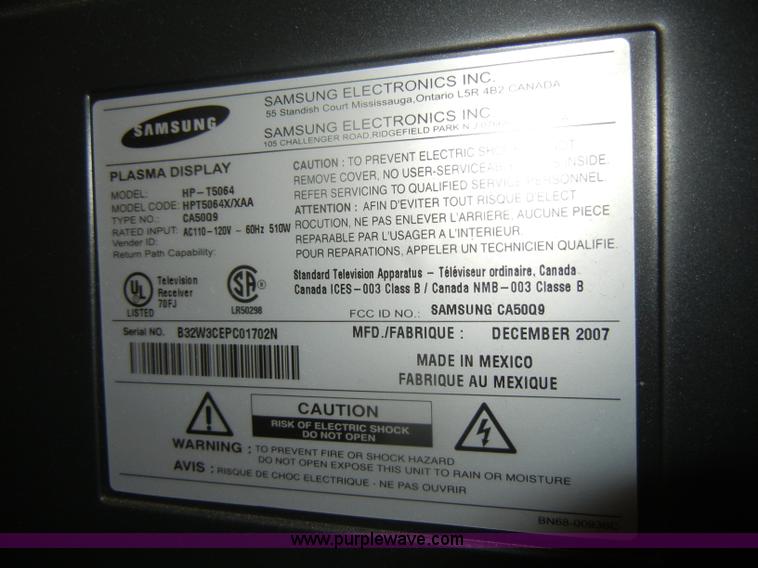 SAMSUNG
SAMSUNG ELECTRONICS INC.
55 Standish Court Mississauga,Ontario L5R 4B2 CANADA
SAMSUNG ELECTRONICS INC.
105 CHALLENGER ROAD,RIDGEFIELD PARK N.J
PLASMA DISPLAY
MODEL: HP-T5064
MODEL CODE: HPT5064X/XAA
TYPE NO.: CA50Q9
RATED INPUT: AC110-120V ~ 60Hz 510W
Vender ID:
Return Path Capability:
CAUTION : TO PREVENT ELECTRIC SHOCK NOT
REMOVE COVER, NO USER-SERVICEABLE INSIDE.
REFER SERVICING TO QUALIFIED SERVICE PERSONNEL.
ATTENTION : AFIN D'EVITER TOUT RISQUE D'ELECT
ROCUTION, NE PAS ENLEVER L'ARRIERE, AUCUNE PIECE
REPARABLE PAR L'USAGER A L'INTERIEUR.
POUR REPARATIONS, APPELER UN TECHNICIEN QUALIFIE.
UL
LISTED
Television
Receiver
70FJ
SA
LR50298
Standard Television Apparatus - Téléviseur ordinaire, Canada
Canada ICES-003 Class B / Canada NMB-003 Classe B
FCC ID NO.: SAMSUNG CA50Q9
Serial NO. B32W3CEPC01702N
MFD./FABRIQUE : DECEMBER 2007
MADE IN MEXICO
FABRIQUE AU MEXIQUE
CAUTION
RISK OF ELECTRIC SHOCK
DO NOT OPEN
WARNING : TO PREVENT FIRE OR SHOCK HAZARD
DO NOT OPEN EXPOSE THIS UNIT TO RAIN OR MOISTURE
AVIS : RISQUE DE CHOC ELECTRIQUE - NE PAS OUVRIR
www.purplewave.com